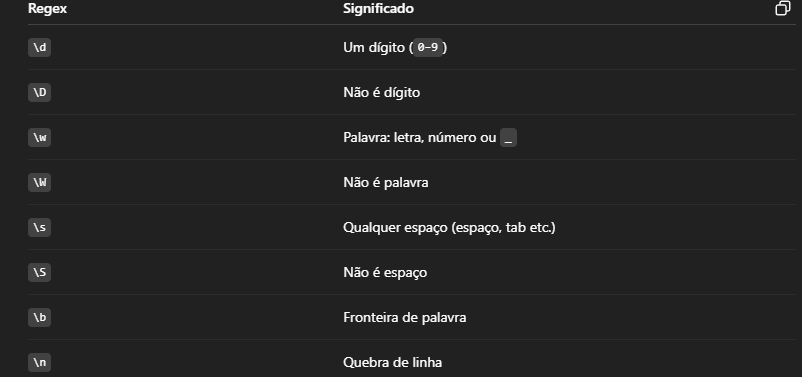 Regex Significado
\d Um dígito (0–9)
\D Não é dígito
\w Palavra: letra, número ou _
\W Não é palavra
\s Qualquer espaço (espaço, tab etc.)
\S Não é espaço
\b Fronteira de palavra
\n Quebra de linha